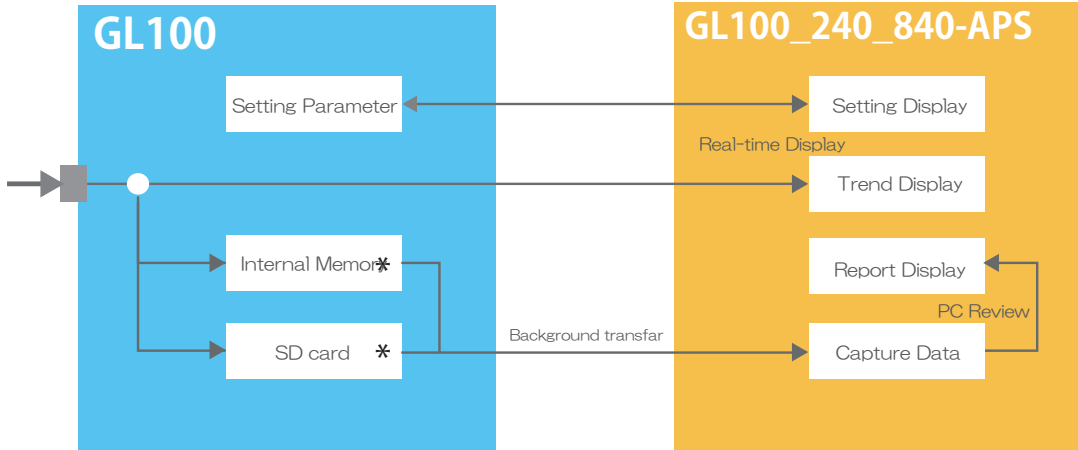 GL100
GL100_240_840-APS
Setting Parameter
Setting Display
Real-time Display
Trend Display
Internal Memory*
Report Display
PC Review
Background transfar
SD card *
Capture Data